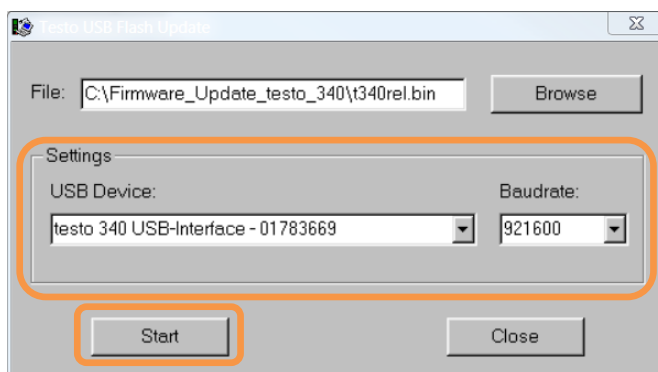 Testo USB Flash Update
File: C:\Firmware_Update_testo_340\t340rel.bin Browse
Settings
USB Device: Baudrate:
testo 340 USB-Interface - 01783669 921600
Start Close